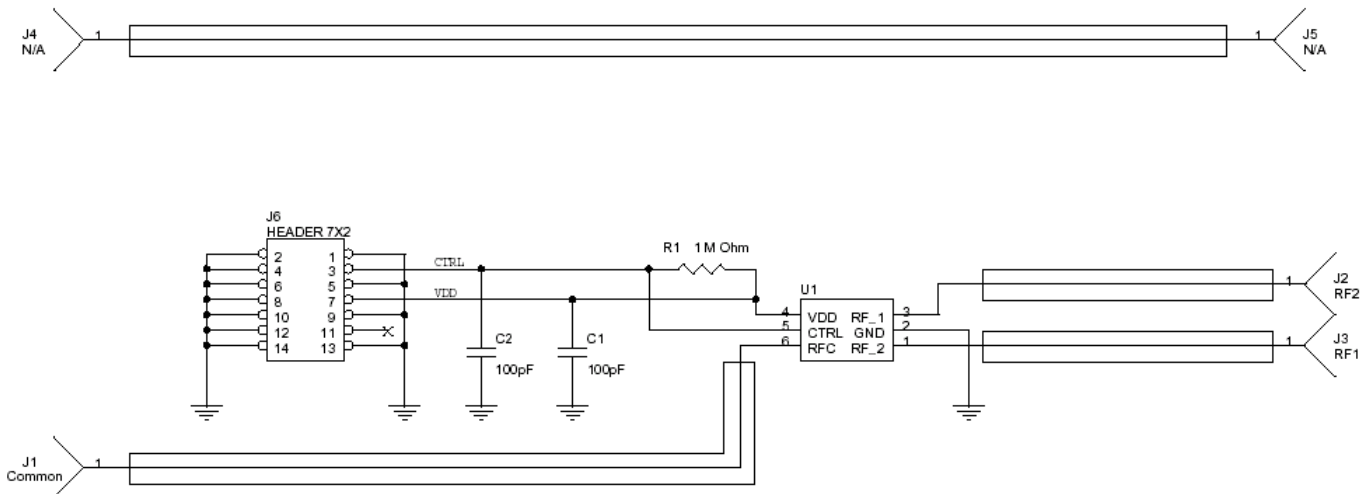 J4
N/A
1
1
J5
N/A
J6
HEADER 7X2
2 1
4 3
6 5
8 7
10 9
12 11
14 13
CTRL
VDD
R1 1M Ohm
C2
100pF
C1
100pF
U1
4 VDD RF_1 3
5 CTRL GND 2
6 RFC RF_2 1
1
J2
RF2
1
J3
RF1
J1
Common
1